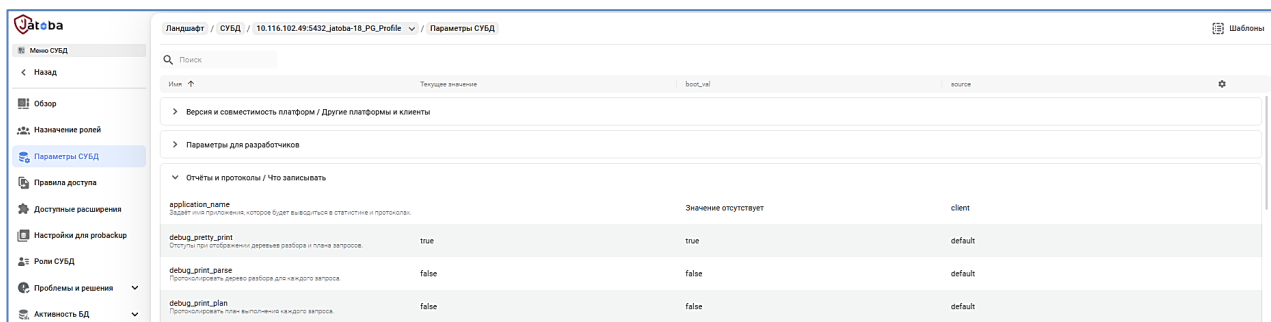 Jatoba
Ландшафт / СУБД / 10.116.102.49:5432_jatoba-18_PG_Profile / Параметры СУБД
Шаблоны
Меню СУБД
Назад
Обзор
Назначение ролей
Параметры СУБД
Правила доступа
Доступные расширения
Настройки для probackup
Роли СУБД
Проблемы и решения
Активность БД
Поиск
Имя ↑ Текущее значение boot_val source
Версия и совместимость платформ / Другие платформы и клиенты
Параметры для разработчиков
Отчёты и протоколы / Что записывать
application_name Значение отсутствует client
Задаёт имя приложения, которое будет выводиться в статистике и протоколах.
debug_pretty_print true true default
Отступы при отображении деревьев разбора и плана запросов.
debug_print_parse false false default
Протоколировать дерево разбора для каждого запроса.
debug_print_plan false false default
Протоколировать план выполнения каждого запроса.